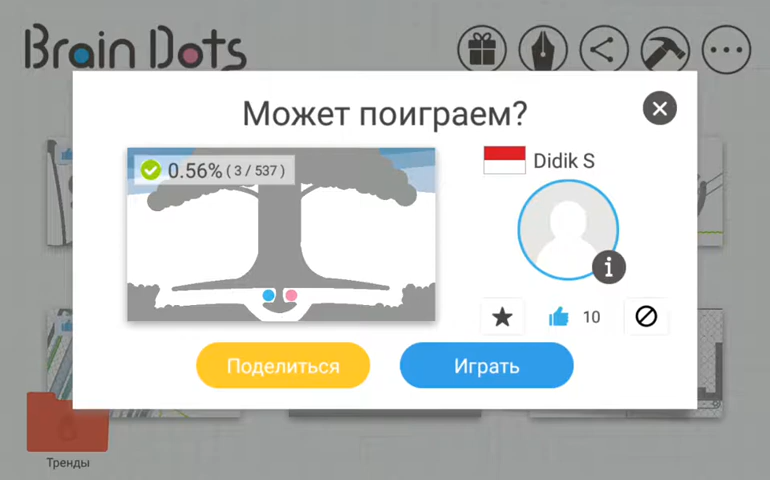 Brain Dots
Может поиграем?
0.56% ( 3 / 537 )
Didik S
i
10
Поделиться
Играть
Тренды